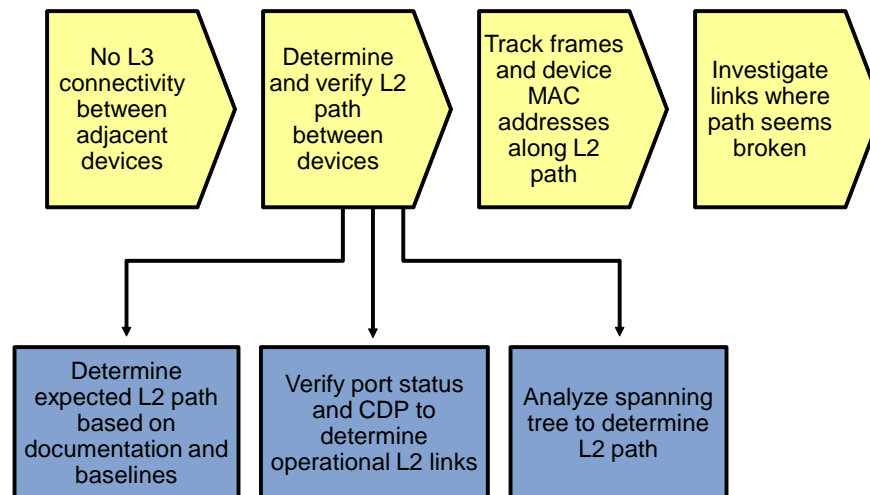 No L3
connectivity
between
adjacent
devices
Determine
and verify L2
path
between
devices
Track frames
and device
MAC
addresses
along L2
path
Investigate
links where
path seems
broken
Determine
expected L2 path
based on
documentation and
baselines
Verify port status
and CDP to
determine
operational L2 links
Analyze spanning
tree to determine
L2 path